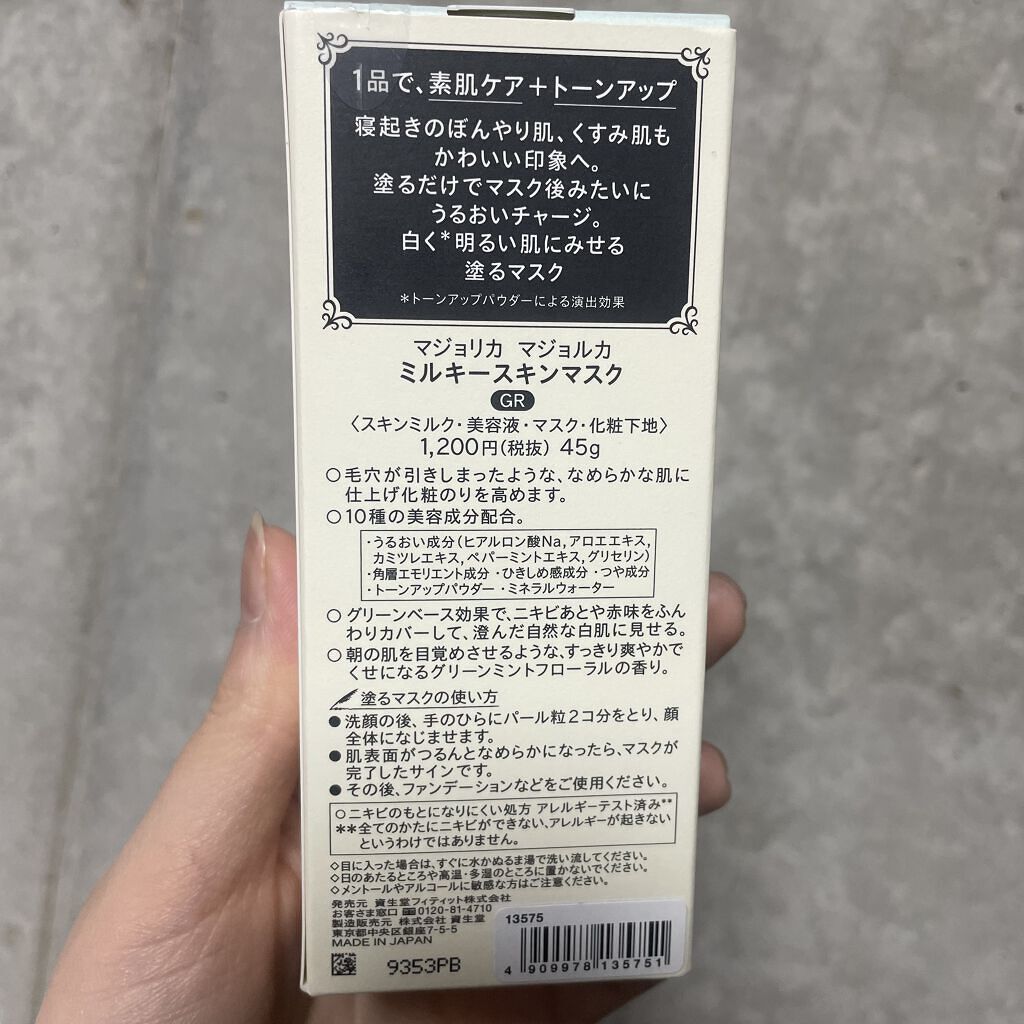 1品で、素肌ケア+トーンアップ
寝起きのぼんやり肌、くすみ肌も
かわいい印象へ。
塗るだけでマスク後みたいに
うるおいチャージ。
白く*明るい肌にみせる
塗るマスク
*トーンアップパウダーによる演出効果
マジョリカ マジョルカ
ミルキースキンマスク
GR
〈スキンミルク・美容液・マスク・化粧下地〉
1,200円(税抜) 45g
○毛穴が引きしまったような、なめらかな肌に
仕上げ化粧のりを高めます。
○10種の美容成分配合。
・うるおい成分(ヒアルロン酸Na,アロエエキス,
カミツレエキス,ペパーミントエキス,グリセリン)
・角層エモリエント成分・ひきしめ感成分・つや成分
・トーンアップパウダー・ミネラルウォーター
○グリーンベース効果で、ニキビあとや赤味をふん
わりカバーして、澄んだ自然な白肌に見せる。
○朝の肌を目覚めさせるような、すっきり爽やかで
くせになるグリーンミントフローラルの香り。
塗るマスクの使い方
●洗顔の後、手のひらにパール粒2コ分をとり、顔
全体になじませます。
●肌表面がつるんとなめらかになったら、マスクが
完了したサインです。
●その後、ファンデーションなどをご使用ください。
○ニキビのもとになりにくい処方 アレルギーテスト済み**
**全てのかたにニキビができない、アレルギーが起きない
というわけではありません。
◇目に入った場合は、すぐに水かぬるま湯で洗い流してください。
◇日のあたるところや高温・多湿のところに置かないでください。
◇メントールやアルコールに敏感な方はご注意ください。
発売元 資生堂フィティット株式会社
お客さま窓口 0120-81-4710
製造販売元 株式会社 資生堂
東京都中央区銀座7-5-5
MADE IN JAPAN
9353PB
13575
4 909978 135751